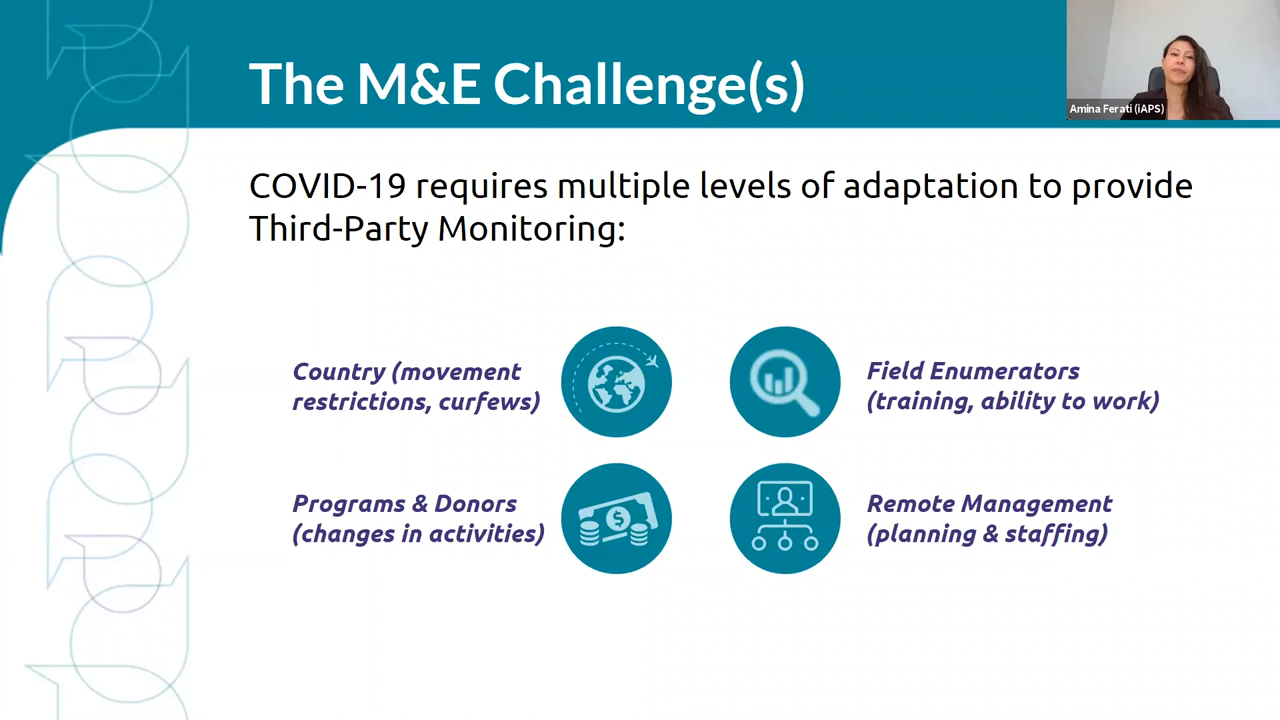 The M&E Challenge(s)
Amina Ferati (iAPS)
COVID-19 requires multiple levels of adaptation to provide
Third-Party Monitoring:
Country (movement
restrictions, curfews)
Field Enumerators
(training, ability to work)
Programs & Donors
(changes in activities)
$
Remote Management
(planning & staffing)